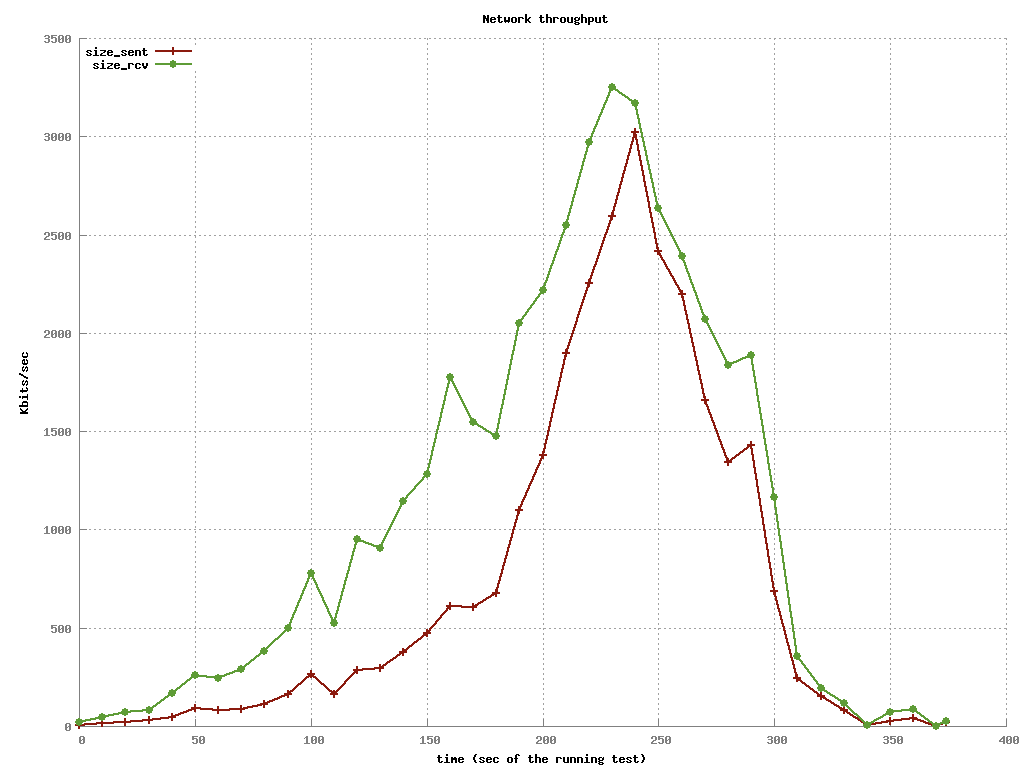 Network throughput
3500
size_sent
size_rcv
3000
2500
2000
Kbits/sec
1500
1000
500
0
0 50 100 150 200 250 300 350 400
time (sec of the running test)